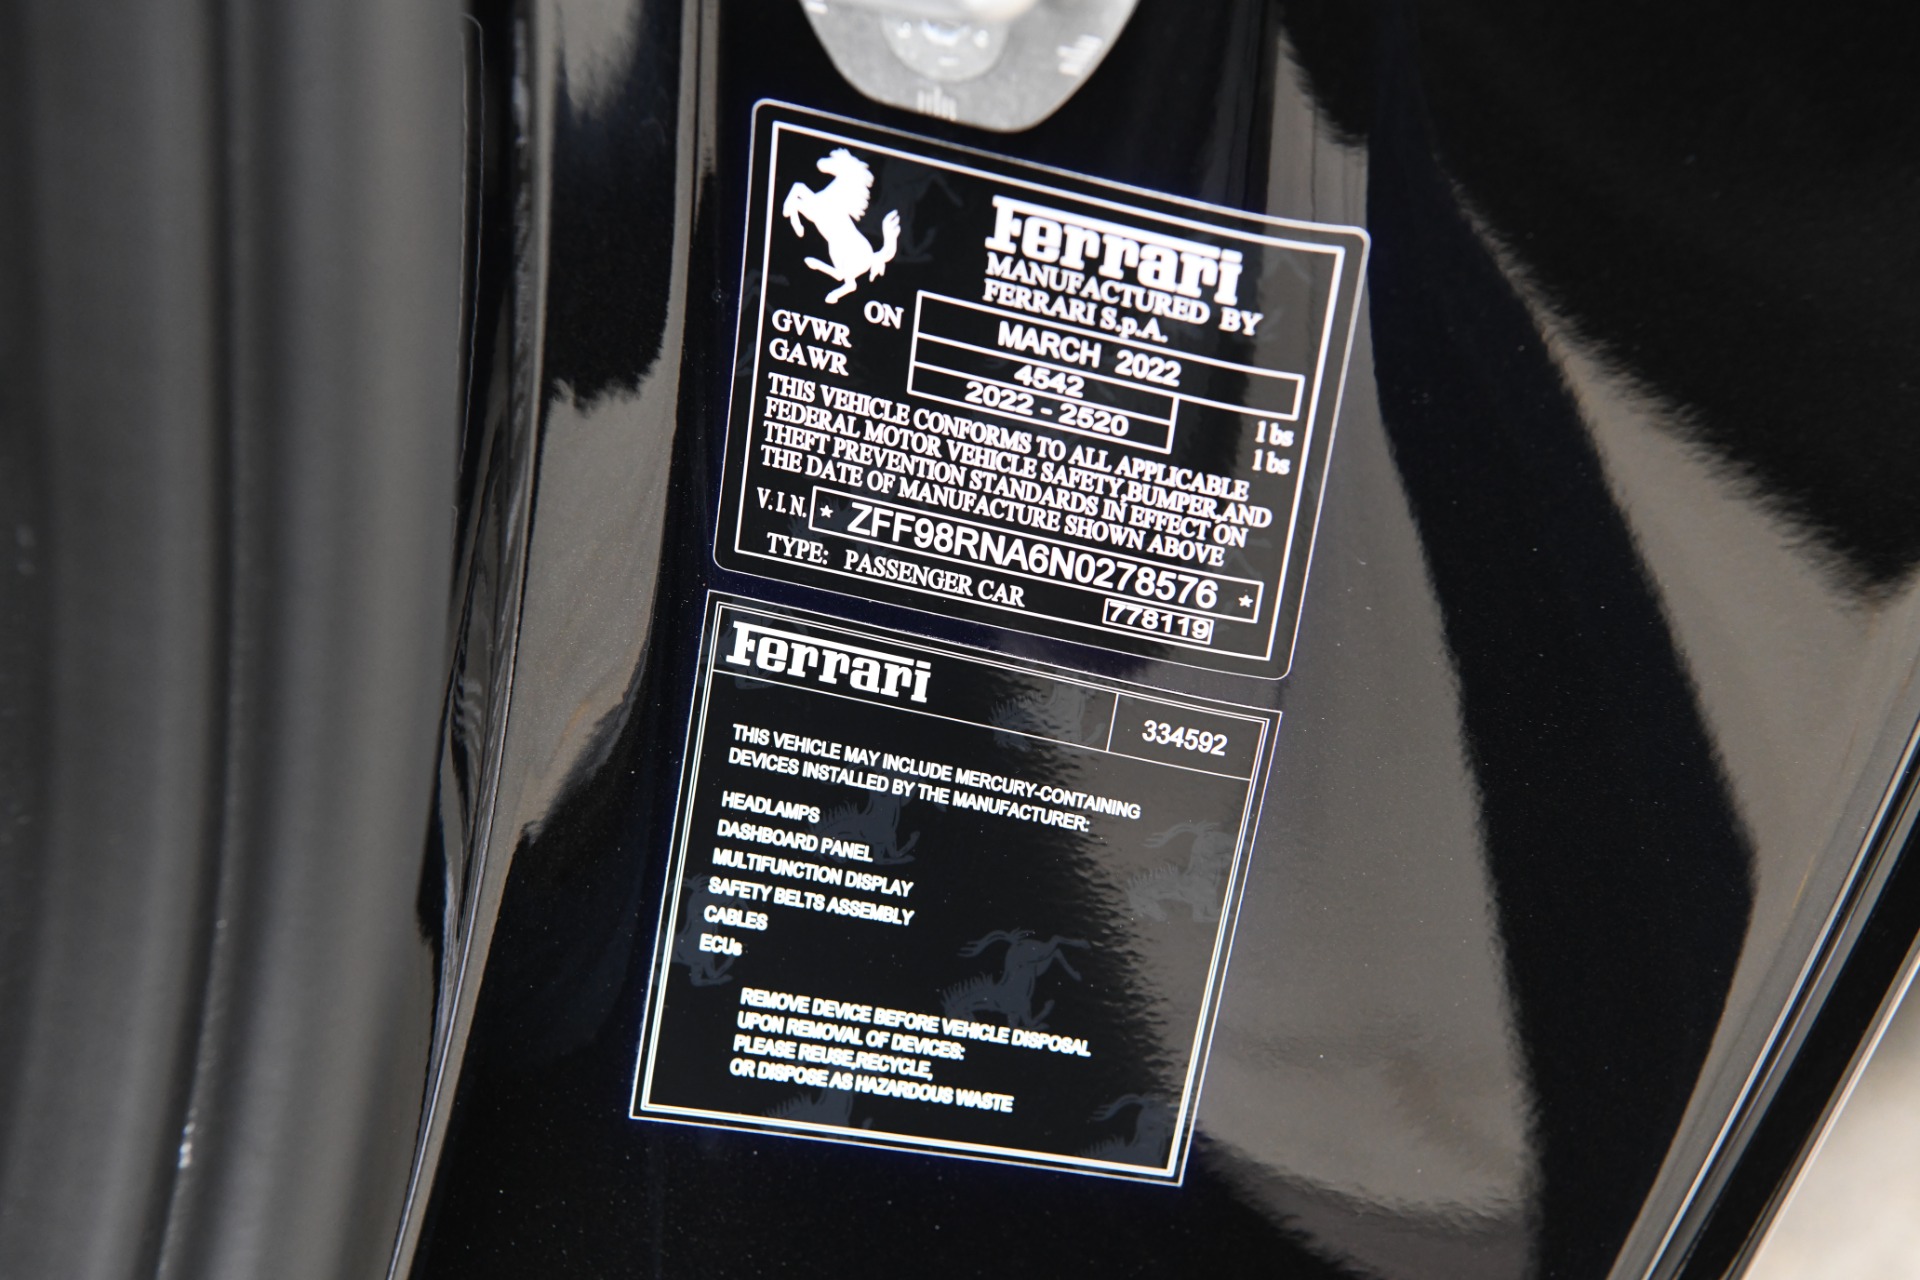 Ferrari
MANUFACTURED BY
FERRARI S.p.A.
ON MARCH 2022
GVWR 4542 lbs
GAWR 2022 - 2520 lbs
THIS VEHICLE CONFORMS TO ALL APPLICABLE
FEDERAL MOTOR VEHICLE SAFETY,BUMPER,AND
THEFT PREVENTION STANDARDS IN EFFECT ON
THE DATE OF MANUFACTURE SHOWN ABOVE
V.I.N. * ZFF98RNA6N0278576 *
TYPE: PASSENGER CAR 778119
Ferrari 334592
THIS VEHICLE MAY INCLUDE MERCURY-CONTAINING
DEVICES INSTALLED BY THE MANUFACTURER:
HEADLAMPS
DASHBOARD PANEL
MULTIFUNCTION DISPLAY
SAFETY BELTS ASSEMBLY
CABLES
ECUs
REMOVE DEVICE BEFORE VEHICLE DISPOSAL
UPON REMOVAL OF DEVICES:
PLEASE REUSE,RECYCLE,
OR DISPOSE AS HAZARDOUS WASTE